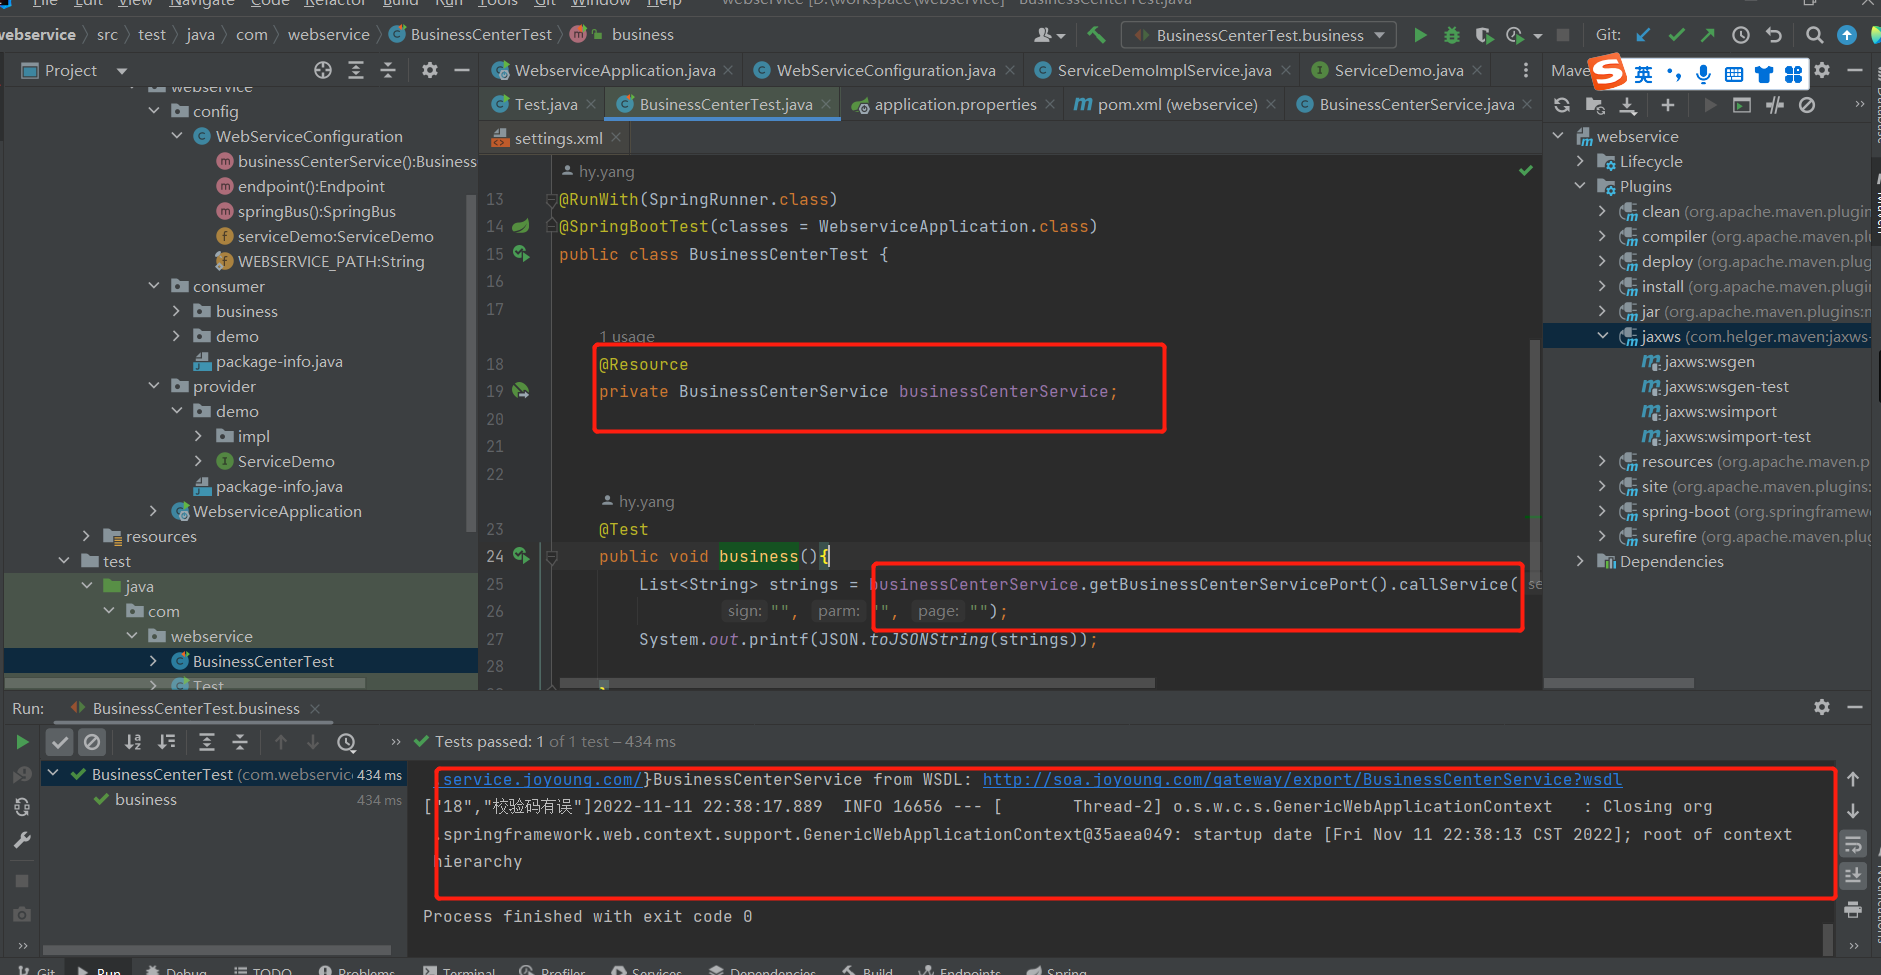 File Edit View Navigate Code Refactor Build Run Tools Git Window Help webservice [D:\workspace\webservice] - BusinessCenterTest.java
webservice src test java com webservice BusinessCenterTest business
BusinessCenterTest.business
Git:
Project
WebserviceApplication.java WebServiceConfiguration.java ServiceDemoImplService.java ServiceDemo.java
Mave
英
Test.java BusinessCenterTest.java application.properties pom.xml (webservice) BusinessCenterService.java
settings.xml
webservice
config
WebServiceConfiguration
businessCenterService():Business
endpoint():Endpoint
springBus():SpringBus
serviceDemo:ServiceDemo
WEBSERVICE_PATH:String
consumer
business
demo
package-info.java
provider
demo
impl
ServiceDemo
package-info.java
WebserviceApplication
resources
test
java
com
webservice
BusinessCenterTest
Test
hy.yang
13 @RunWith(SpringRunner.class)
14 @SpringBootTest(classes = WebserviceApplication.class)
15 public class BusinessCenterTest {
16
17
1 usage
18 @Resource
19 private BusinessCenterService businessCenterService;
20
21
22
hy.yang
23 @Test
24 public void business(){
25 List<String> strings = businessCenterService.getBusinessCenterServicePort().callService( se
26 sign: "", parm: "", page: "");
27 System.out.printf(JSON.toJSONString(strings));
28
}
webservice
Lifecycle
Plugins
clean (org.apache.maven.plugin
compiler (org.apache.maven.plu
deploy (org.apache.maven.plug
install (org.apache.maven.plugi
jar (org.apache.maven.plugins:m
jaxws (com.helger.maven:jaxws-
jaxws:wsgen
jaxws:wsgen-test
jaxws:wsimport
jaxws:wsimport-test
resources (org.apache.maven.p
site (org.apache.maven.plugins:
spring-boot (org.springframewo
surefire (org.apache.maven.plug
Dependencies
Database
Maven
Notifications
Run: BusinessCenterTest.business
Tests passed: 1 of 1 test – 434 ms
BusinessCenterTest (com.webservic 434 ms
business 434 ms
.service.joyoung.com/}BusinessCenterService from WSDL: http://soa.joyoung.com/gateway/export/BusinessCenterService?wsdl
["18","校验码有误"]2022-11-11 22:38:17.889 INFO 16656 --- [ Thread-2] o.s.w.c.s.GenericWebApplicationContext : Closing org
.springframework.web.context.support.GenericWebApplicationContext@35aea049: startup date [Fri Nov 11 22:38:13 CST 2022]; root of context
hierarchy
Process finished with exit code 0
Git Run Debug TODO Problems Terminal Profiler Services Dependencies Build Endpoints Spring